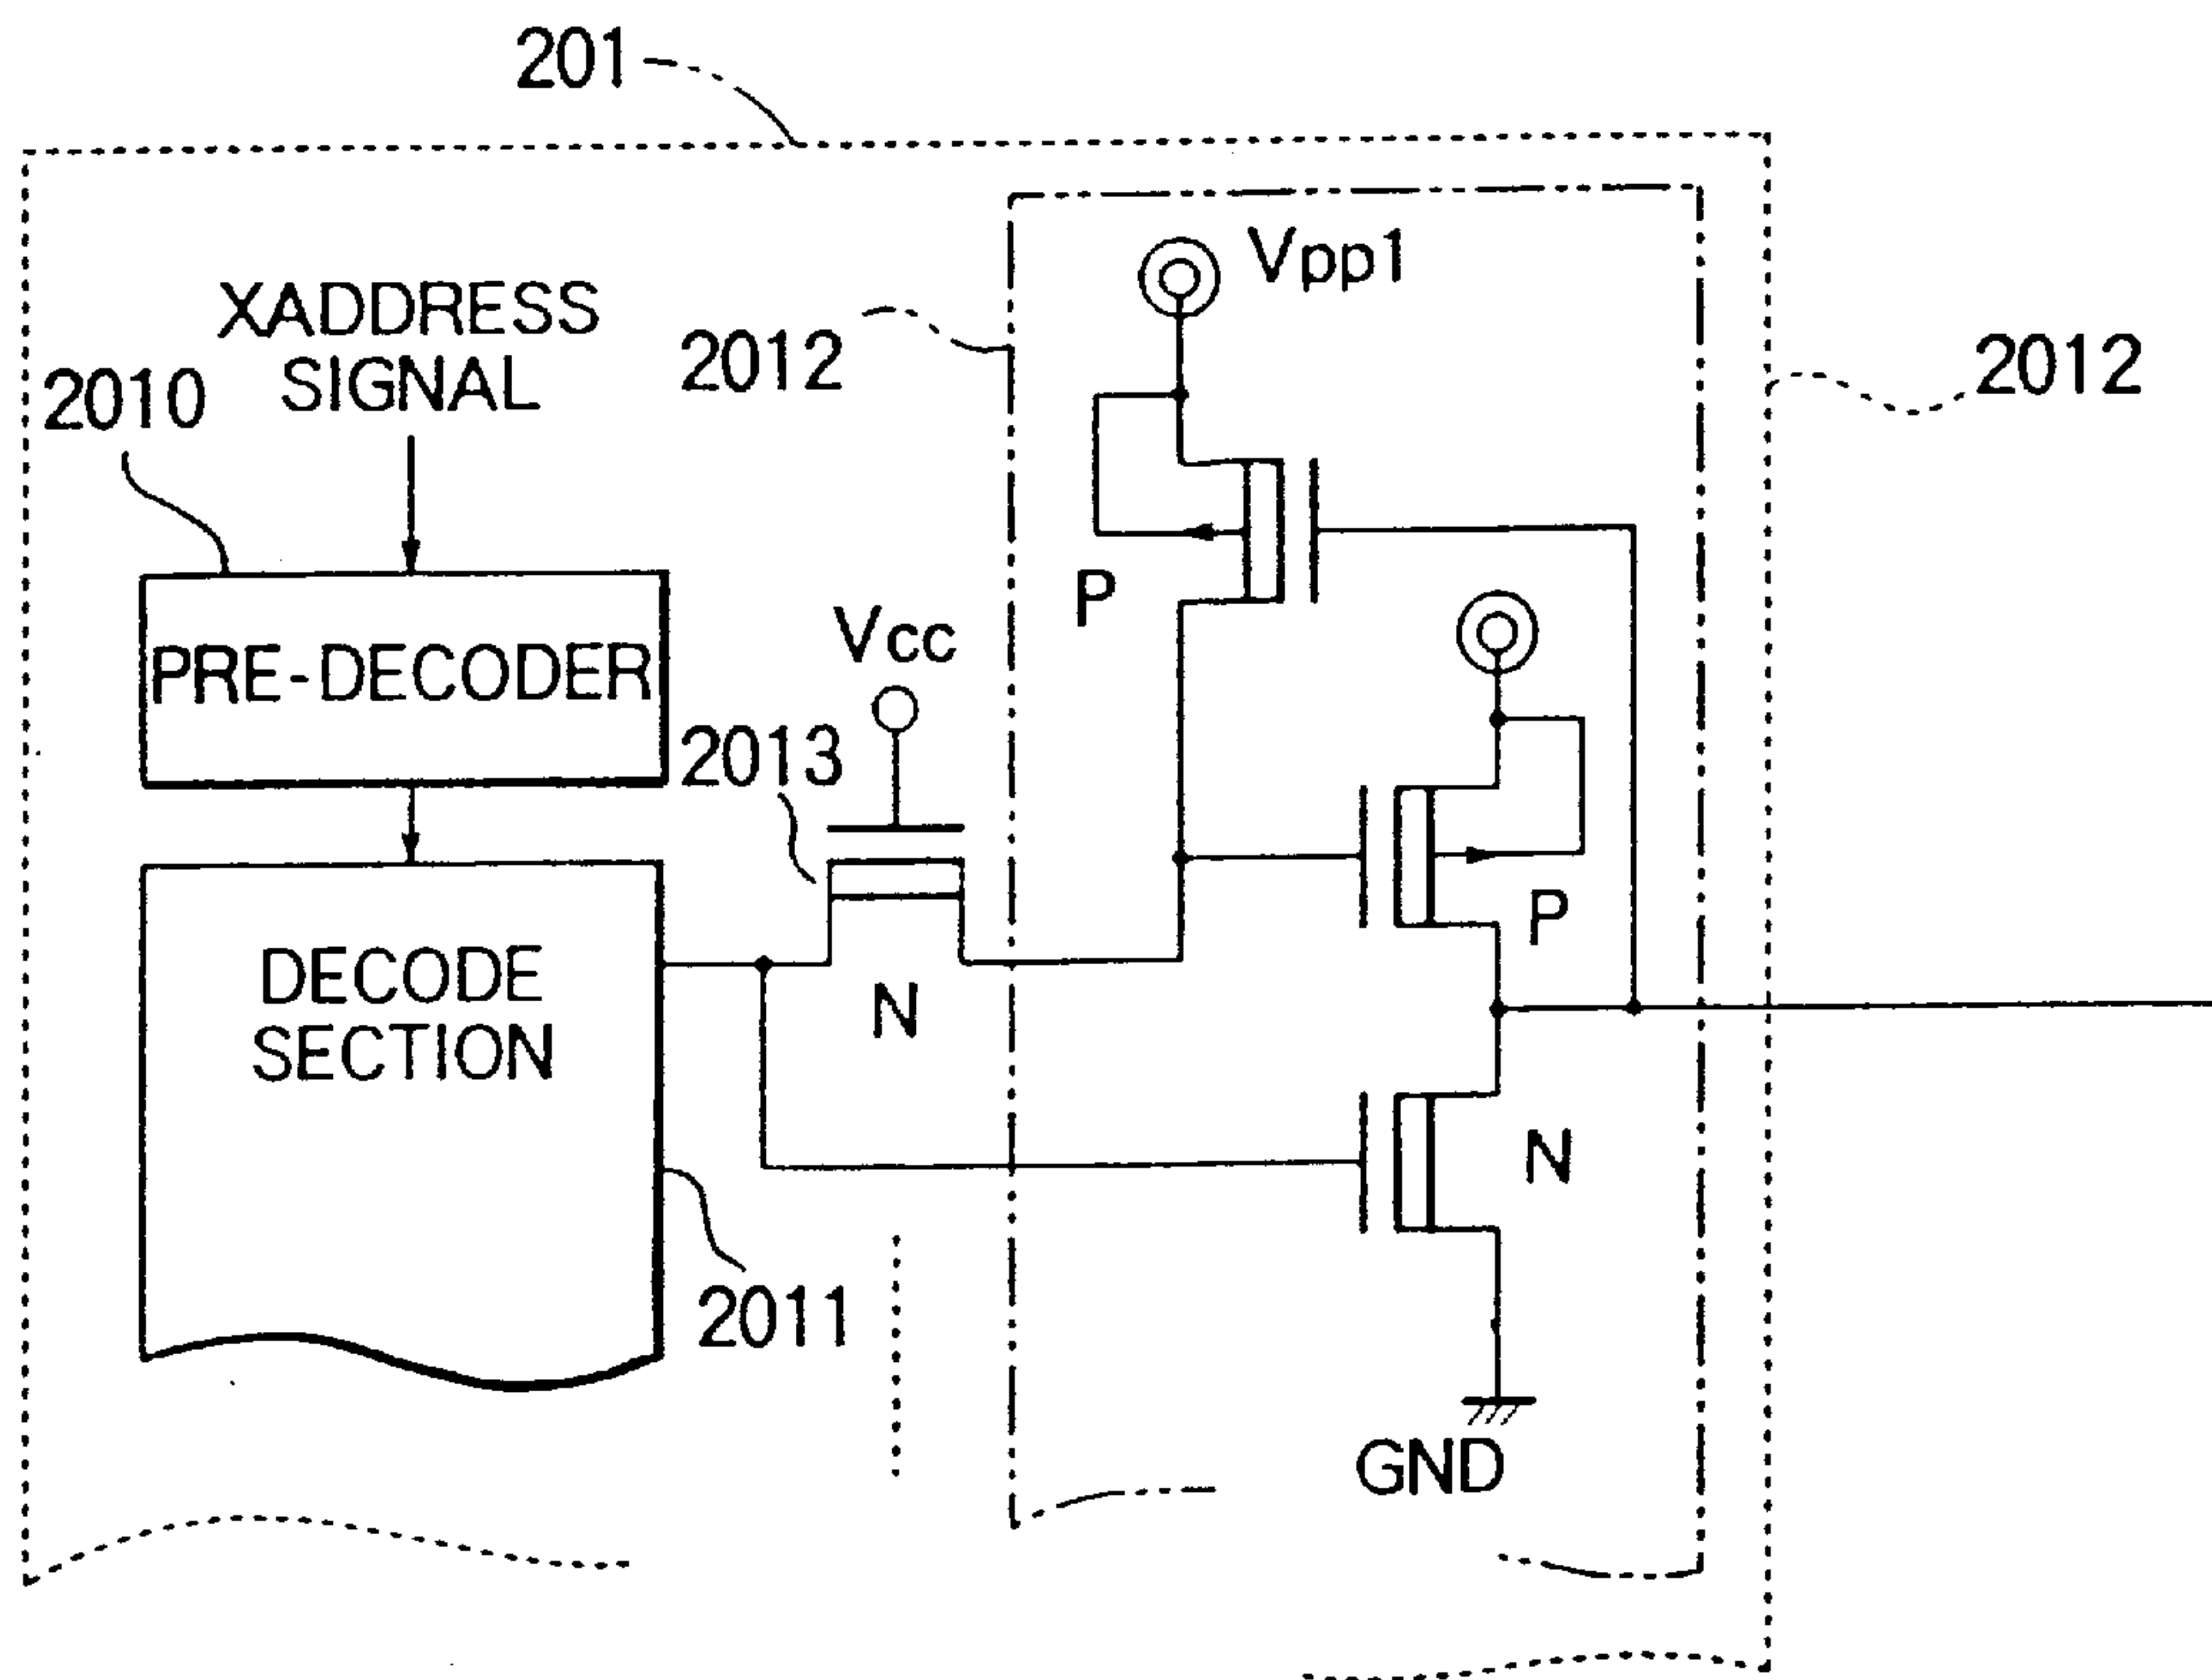 201
Vpp1
XADDRESS
SIGNAL
2012
2012
2010
P
Vcc
PRE-DECODER
2013
P
DECODE
SECTION
N
N
2011
GND